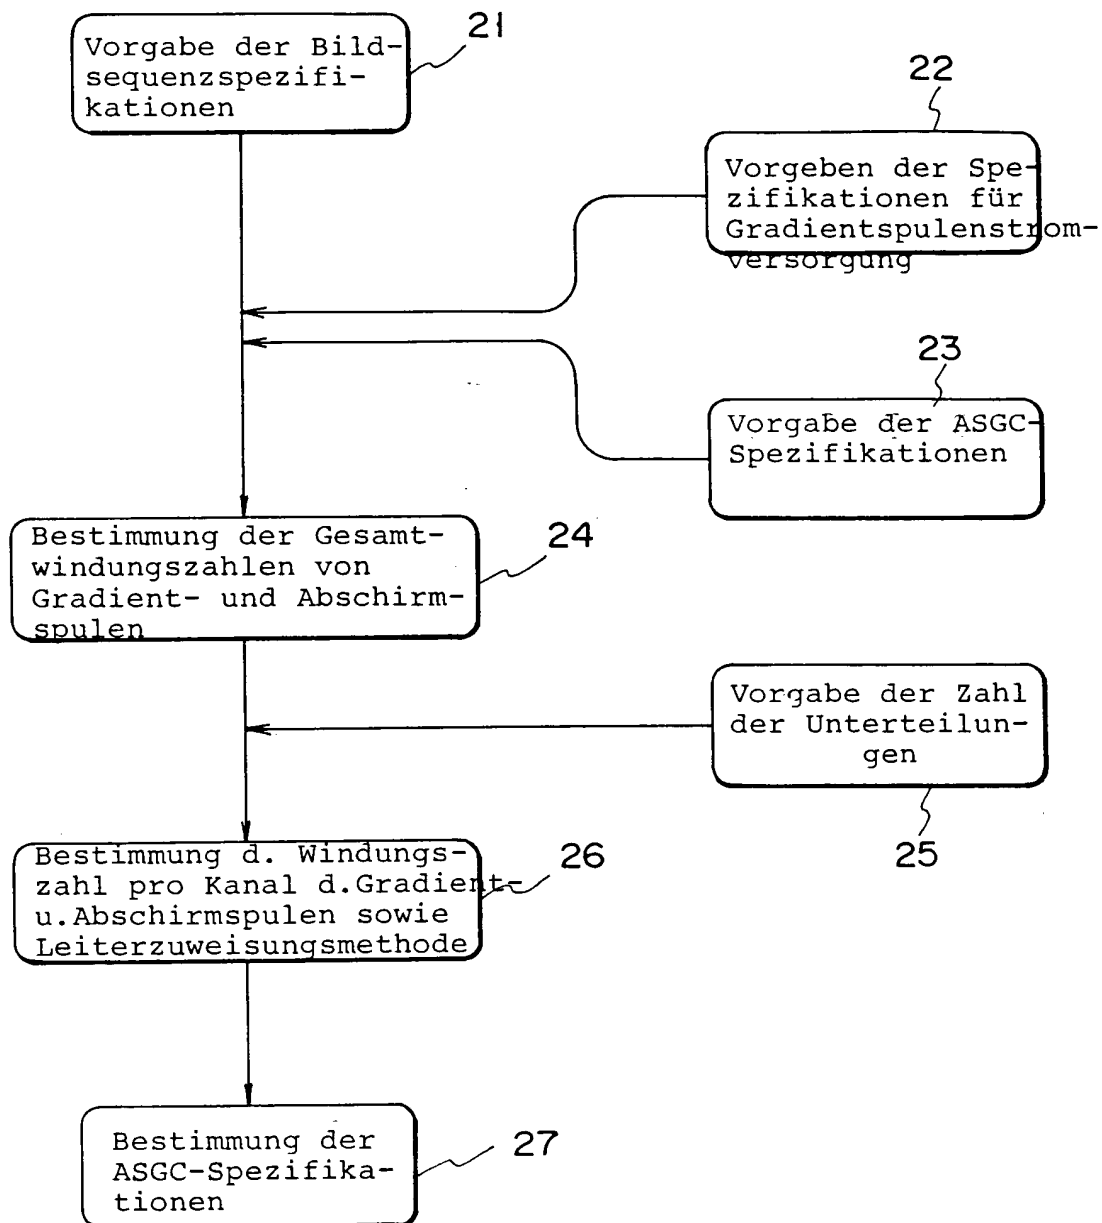 21
Vorgabe der Bild-
sequenzspezifi-
kationen
22
Vorgeben der Spe-
zifikationen für
Gradientspulenstrom-
versorgung
23
Vorgabe der ASGC-
Spezifikationen
24
Bestimmung der Gesamt-
windungszahlen von
Gradient- und Abschirm-
spulen
Vorgabe der Zahl
der Unterteilun-
gen
25
26
Bestimmung d. Windungs-
zahl pro Kanal d.Gradient-
u.Abschirmspulen sowie
Leiterzuweisungsmethode
27
Bestimmung der
ASGC-Spezifika-
tionen